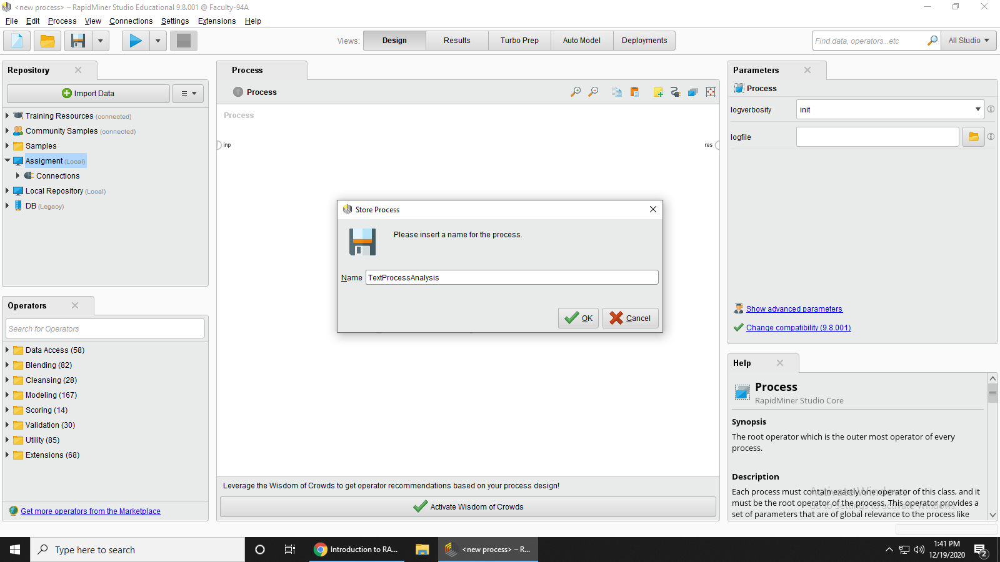 <new process> – RapidMiner Studio Educational 9.8.001 @ Faculty-94A
File Edit Process View Connections Settings Extensions Help
Views: Design Results Turbo Prep Auto Model Deployments
Find data, operators...etc All Studio
Repository
Import Data
Training Resources (connected)
Community Samples (connected)
Samples
Assigment (Local)
Connections
Local Repository (Local)
DB (Legacy)
Operators
Search for Operators
Data Access (58)
Blending (82)
Cleansing (28)
Modeling (167)
Scoring (14)
Validation (30)
Utility (85)
Extensions (68)
Get more operators from the Marketplace
Process
Process
Process
inp res
Store Process
Please insert a name for the process.
Name TextProcessAnalysis
OK Cancel
Leverage the Wisdom of Crowds to get operator recommendations based on your process design!
Activate Wisdom of Crowds
Parameters
Process
logverbosity init
logfile
Show advanced parameters
Change compatibility (9.8.001)
Help
Process
RapidMiner Studio Core
Synopsis
The root operator which is the outer most operator of every
process.
Description
Each process must contain exactly one operator of this class, and it
must be the root operator of the process. This operator provides a
set of parameters that are of global relevance to the process like
Activate Windows
Go to Settings to activate Windows.
Type here to search
Introduction to RA...
<new process> – R...
1:41 PM
12/19/2020
2